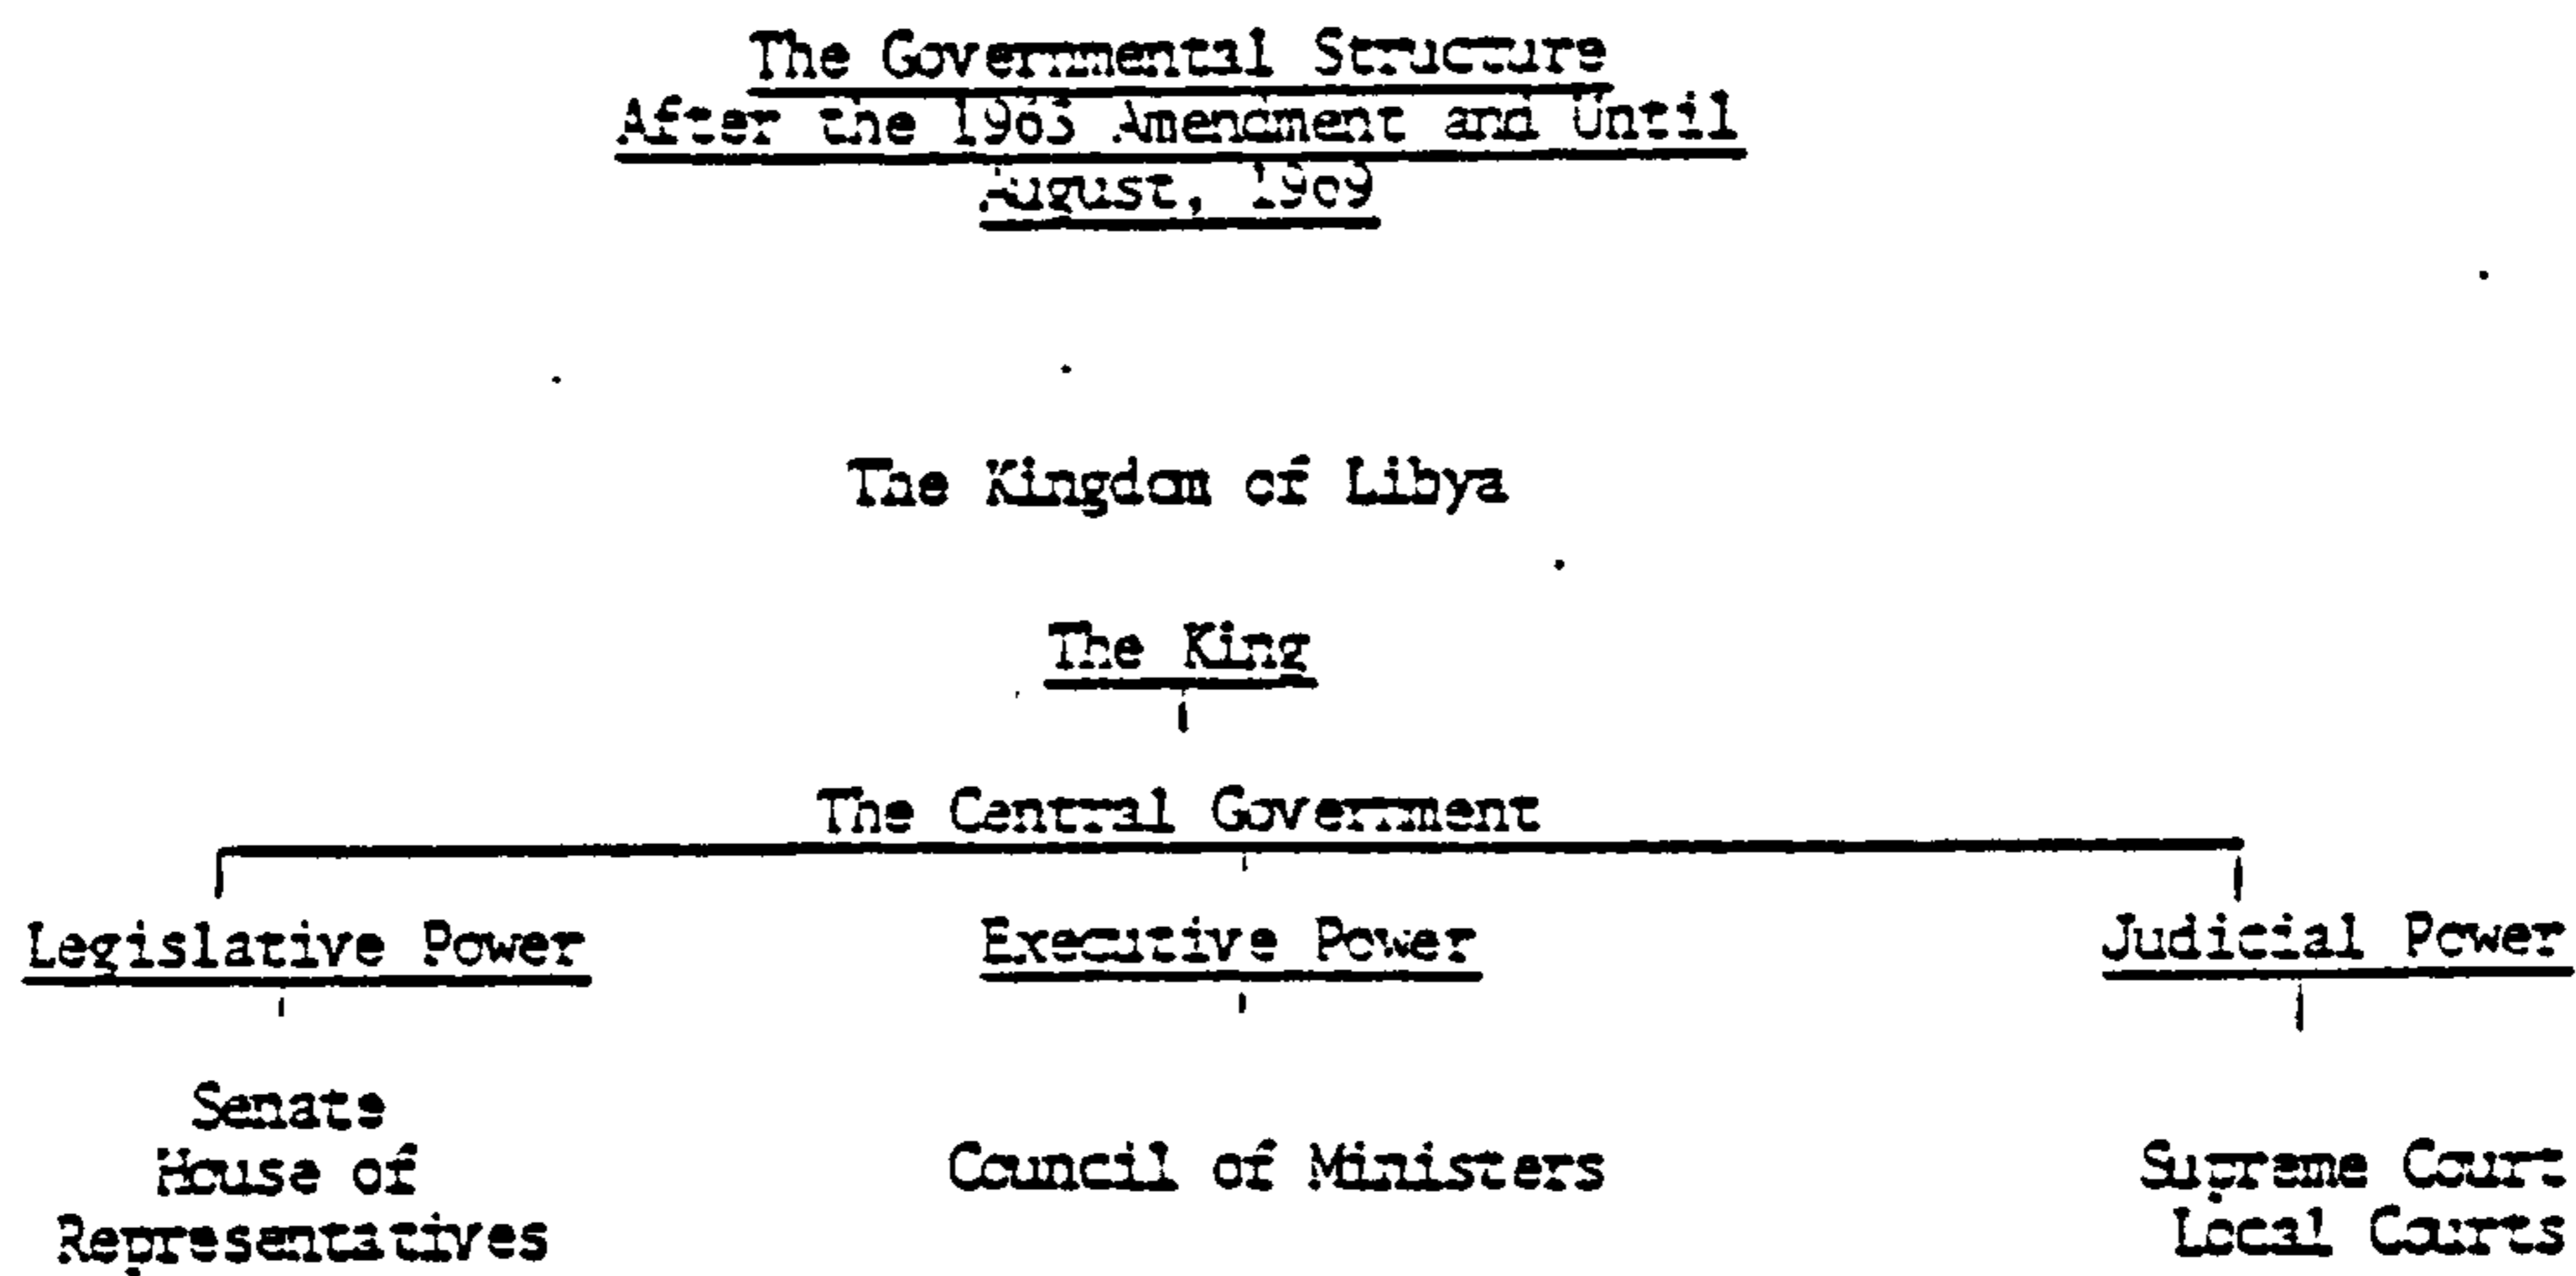 The Governmental Structure
After the 1963 Amendment and Until
August, 1969
The Kingdom of Libya
The King
The Central Government
Legislative Power Executive Power Judicial Power
Senate
House of
Representatives
Council of Ministers
Supreme Court
Local Courts